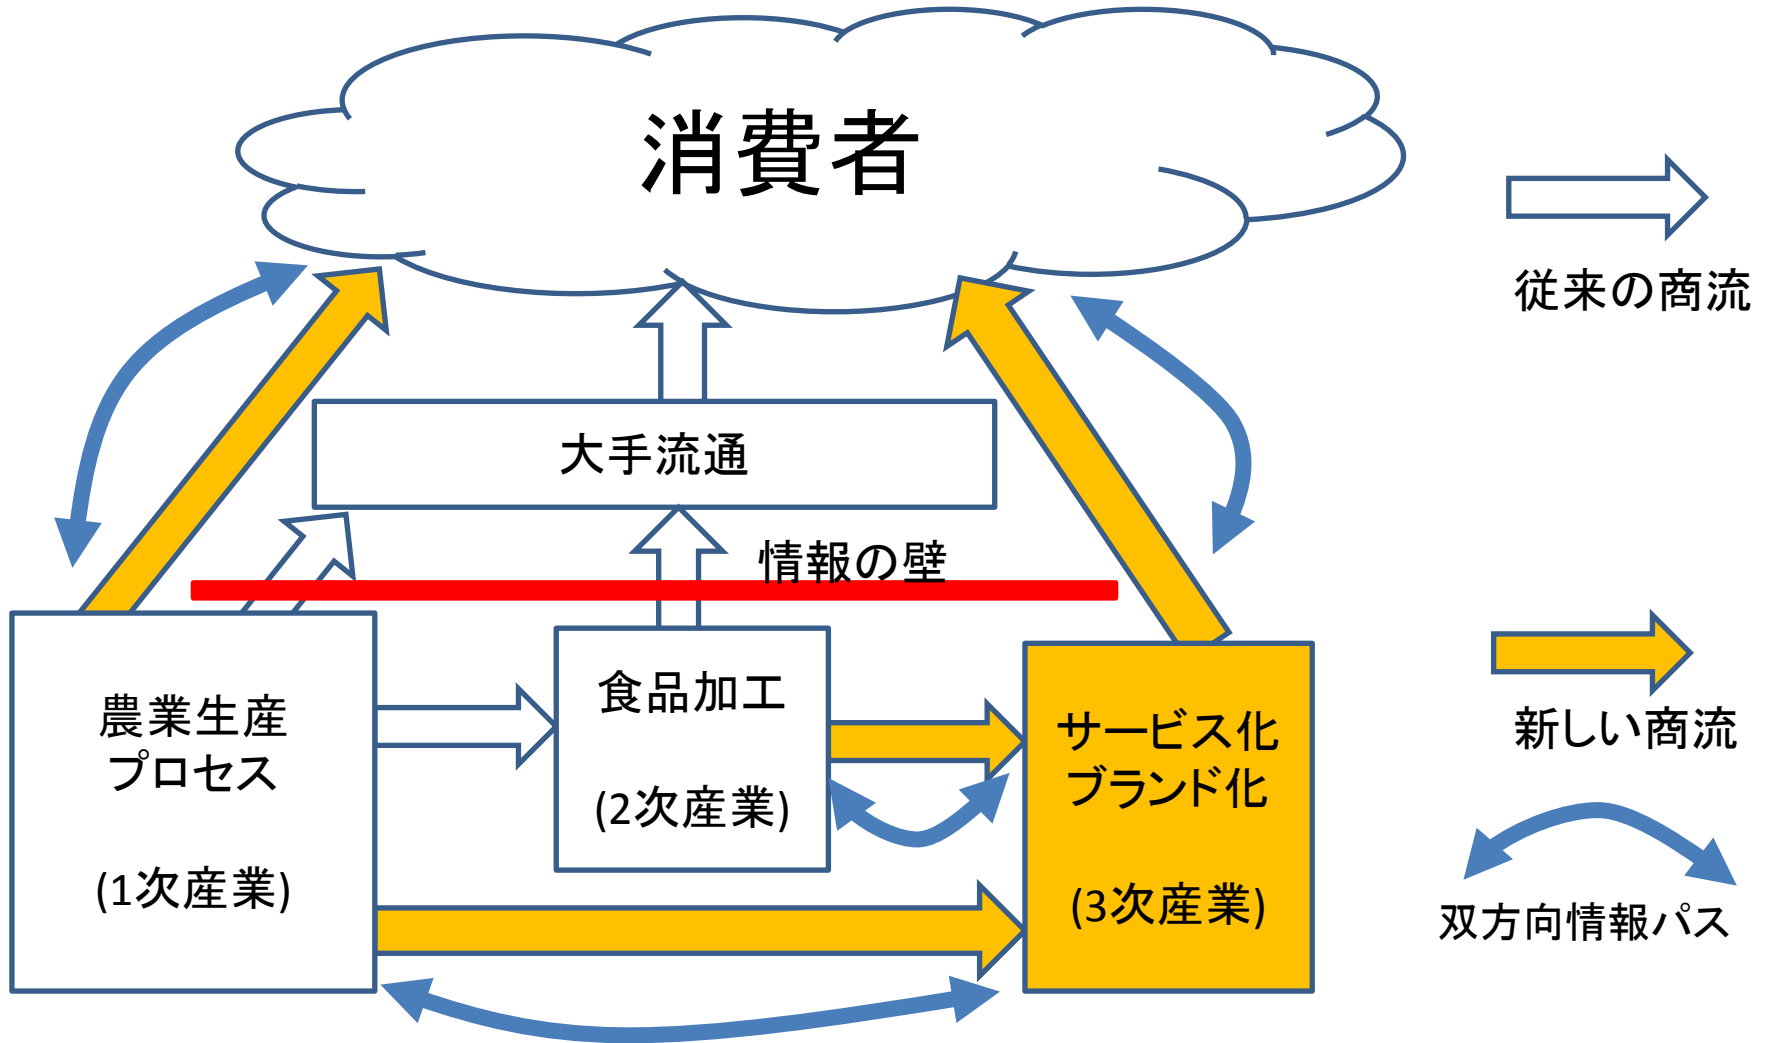 消費者
従来の商流
大手流通
情報の壁
農業生産
プロセス
(1次産業)
食品加工
(2次産業)
サービス化
ブランド化
(3次産業)
新しい商流
双方向情報パス